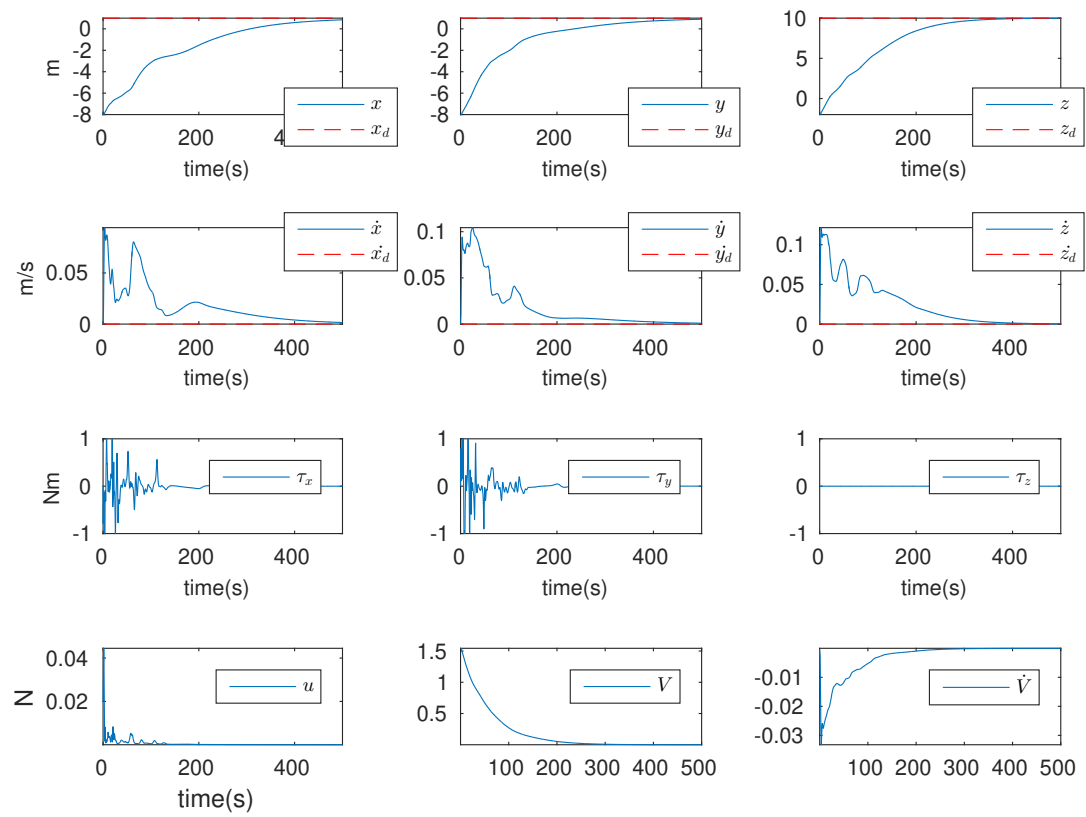 0
-2
-4
-6
-8
m
0
200
4
time(s)
x
x_d
0
-2
-4
-6
-8
0
200
time(s)
y
y_d
10
5
0
0
200
time(s)
z
z_d
0.05
0
m/s
0
200
400
time(s)
ẋ
ẋ_d
0.1
0.05
0
0
200
400
time(s)
ẏ
ẏ_d
0.1
0.05
0
0
200
400
time(s)
ż
ż_d
1
0
-1
Nm
0
200
400
time(s)
τ_x
1
0
-1
0
200
400
time(s)
τ_y
1
0
-1
0
200
400
time(s)
τ_z
0.04
0.02
N
0
200
400
time(s)
u
1.5
1
0.5
100
200
300
400
500
V
-0.01
-0.02
-0.03
100
200
300
400
500
V̇